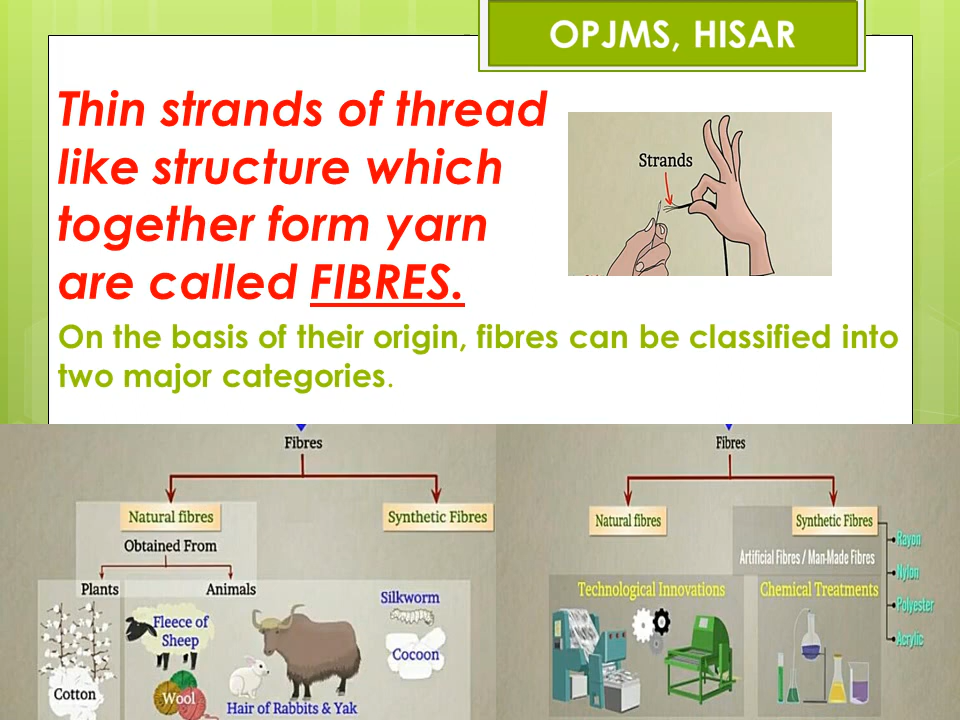 OPJMS, HISAR
Thin strands of thread
like structure which
together form yarn
are called FIBRES.
Strands
On the basis of their origin, fibres can be classified into
two major categories.
Fibres
Natural fibres
Synthetic Fibres
Obtained From
Plants
Animals
Cotton
Fleece of
Sheep
Wool
Hair of Rabbits & Yak
Silkworm
Cocoon
Fibres
Natural fibres
Synthetic Fibres
Artificial Fibres / Man-Made Fibres
Rayon
Nylon
Polyester
Acrylic
Technological Innovations
Chemical Treatments